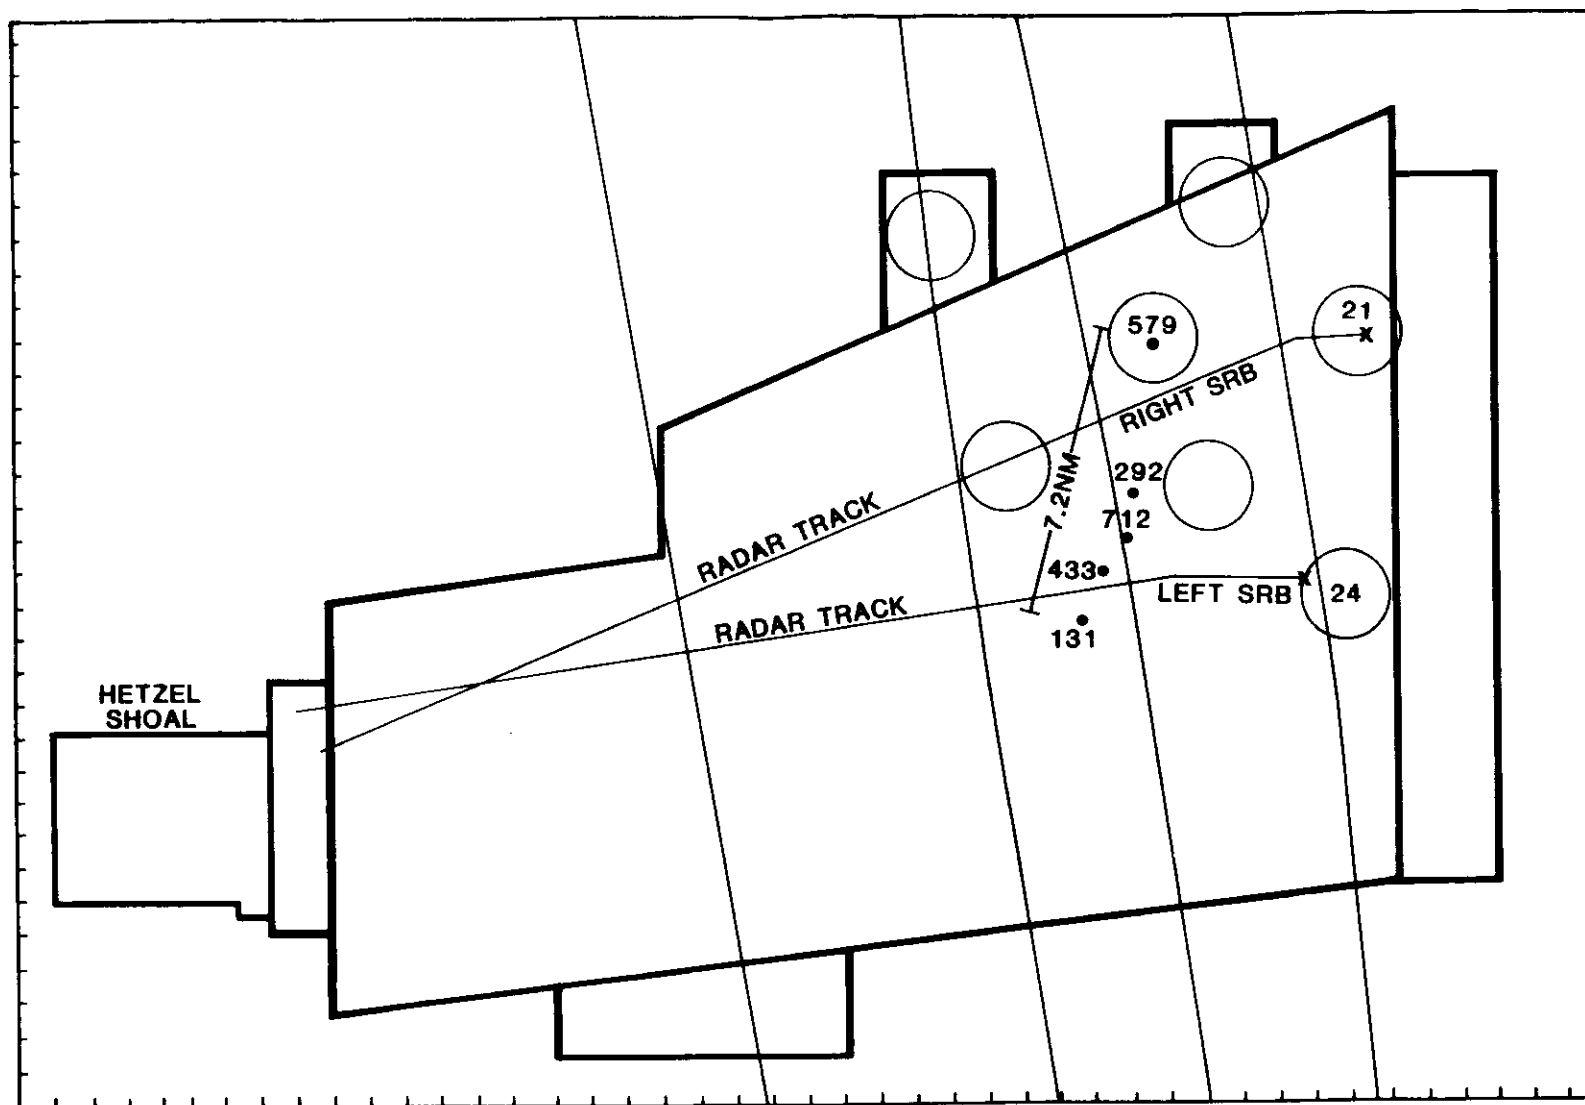 21
579
RIGHT SRB
292
7.2NM
712
RADAR TRACK
433
LEFT SRB
24
RADAR TRACK
131
HETZEL
SHOAL